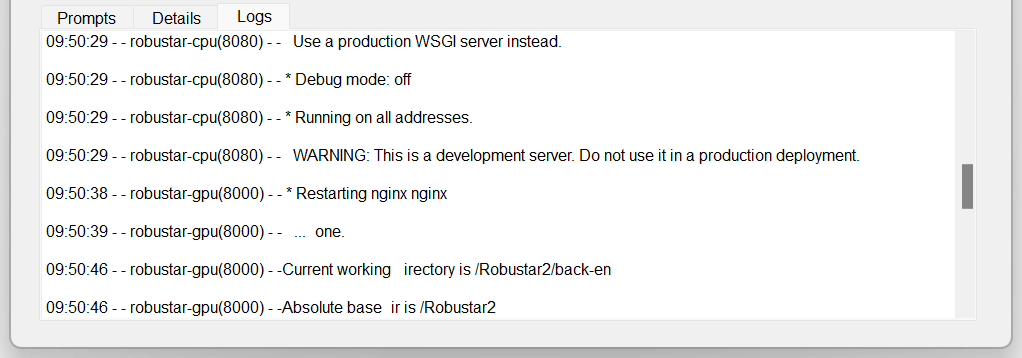 Prompts Details Logs
09:50:29 - - robustar-cpu(8080) - - Use a production WSGI server instead.
09:50:29 - - robustar-cpu(8080) - - * Debug mode: off
09:50:29 - - robustar-cpu(8080) - - * Running on all addresses.
09:50:29 - - robustar-cpu(8080) - - WARNING: This is a development server. Do not use it in a production deployment.
09:50:38 - - robustar-gpu(8000) - - * Restarting nginx nginx
09:50:39 - - robustar-gpu(8000) - - ... one.
09:50:46 - - robustar-gpu(8000) - -Current working irectory is /Robustar2/back-en
09:50:46 - - robustar-gpu(8000) - -Absolute base ir is /Robustar2